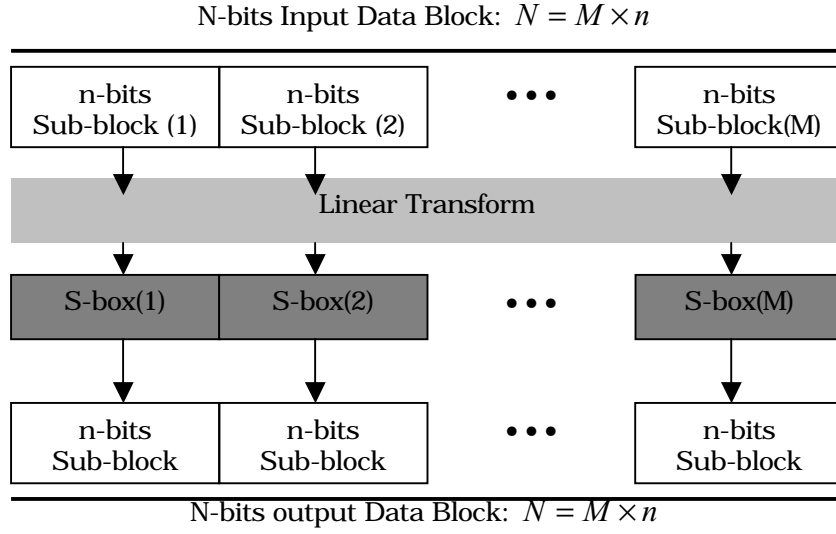 N-bits Input Data Block: N = M × n
n-bits n-bits ••• n-bits
Sub-block (1) Sub-block (2) Sub-block(M)
Linear Transform
S-box(1) S-box(2) ••• S-box(M)
n-bits n-bits ••• n-bits
Sub-block Sub-block Sub-block
N-bits output Data Block: N = M × n